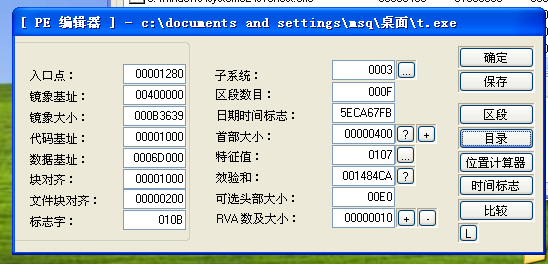 [ PE 编辑器 ] - c:\documents and settings\msq\桌面\t.exe
入口点： 00001280
镜象基址： 00400000
镜象大小： 000B3639
代码基址： 00001000
数据基址： 0006D000
块对齐： 00001000
文件块对齐： 00000200
标志字： 010B
子系统： 0003 ...
区段数目： 000F
日期时间标志： 5ECA67FB
首部大小： 00000400 ? +
特征值： 0107 ...
效验和： 001484CA ?
可选头部大小： 00E0
RVA 数及大小： 00000010 + -
确定
保存
区段
目录
位置计算器
时间标志
比较
L